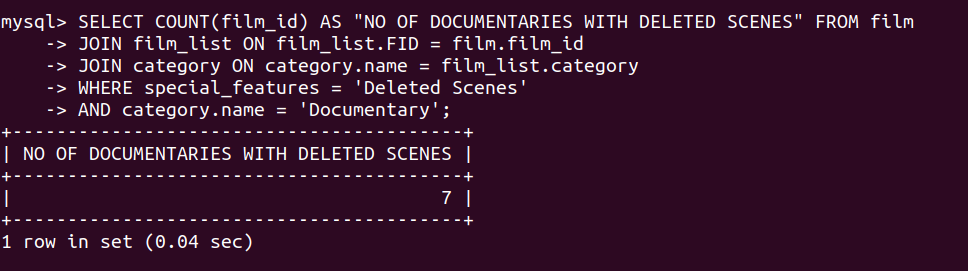 mysql> SELECT COUNT(film_id) AS "NO OF DOCUMENTARIES WITH DELETED SCENES" FROM film
    -> JOIN film_list ON film_list.FID = film.film_id
    -> JOIN category ON category.name = film_list.category
    -> WHERE special_features = 'Deleted Scenes'
    -> AND category.name = 'Documentary';
+-----------------------------------------+
| NO OF DOCUMENTARIES WITH DELETED SCENES |
+-----------------------------------------+
|                                       7 |
+-----------------------------------------+
1 row in set (0.04 sec)